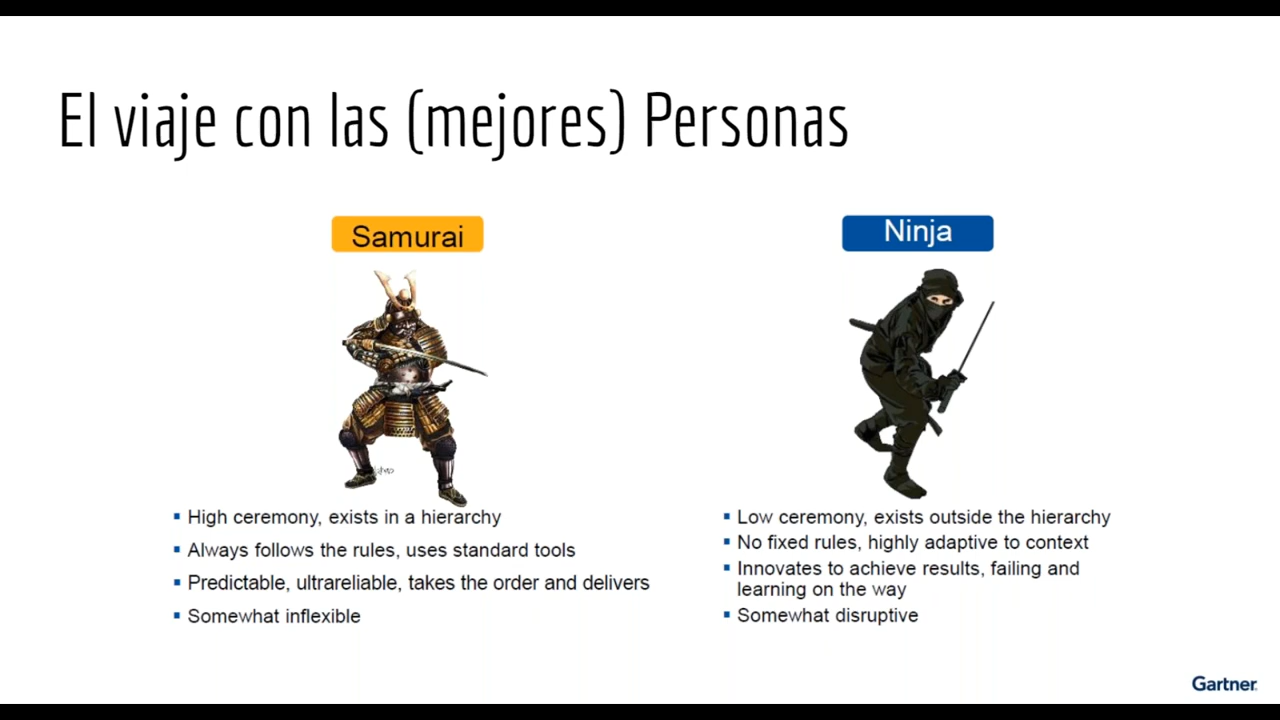 El viaje con las (mejores) Personas
Samurai
High ceremony, exists in a hierarchy
Always follows the rules, uses standard tools
Predictable, ultrareliable, takes the order and delivers
Somewhat inflexible
Ninja
Low ceremony, exists outside the hierarchy
No fixed rules, highly adaptive to context
Innovates to achieve results, failing and
learning on the way
Somewhat disruptive
Gartner